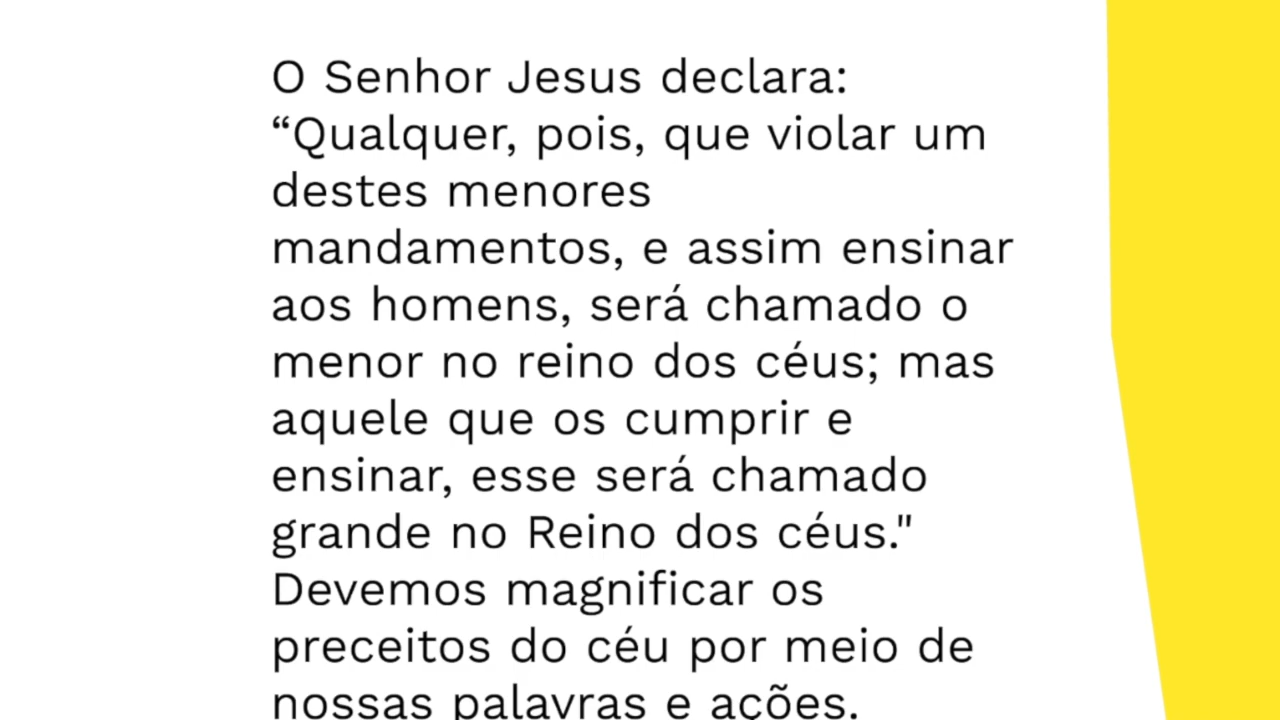 O Senhor Jesus declara:
“Qualquer, pois, que violar um
destes menores
mandamentos, e assim ensinar
aos homens, será chamado o
menor no reino dos céus; mas
aquele que os cumprir e
ensinar, esse será chamado
grande no Reino dos céus."
Devemos magnificar os
preceitos do céu por meio de
nossas palavras e ações.